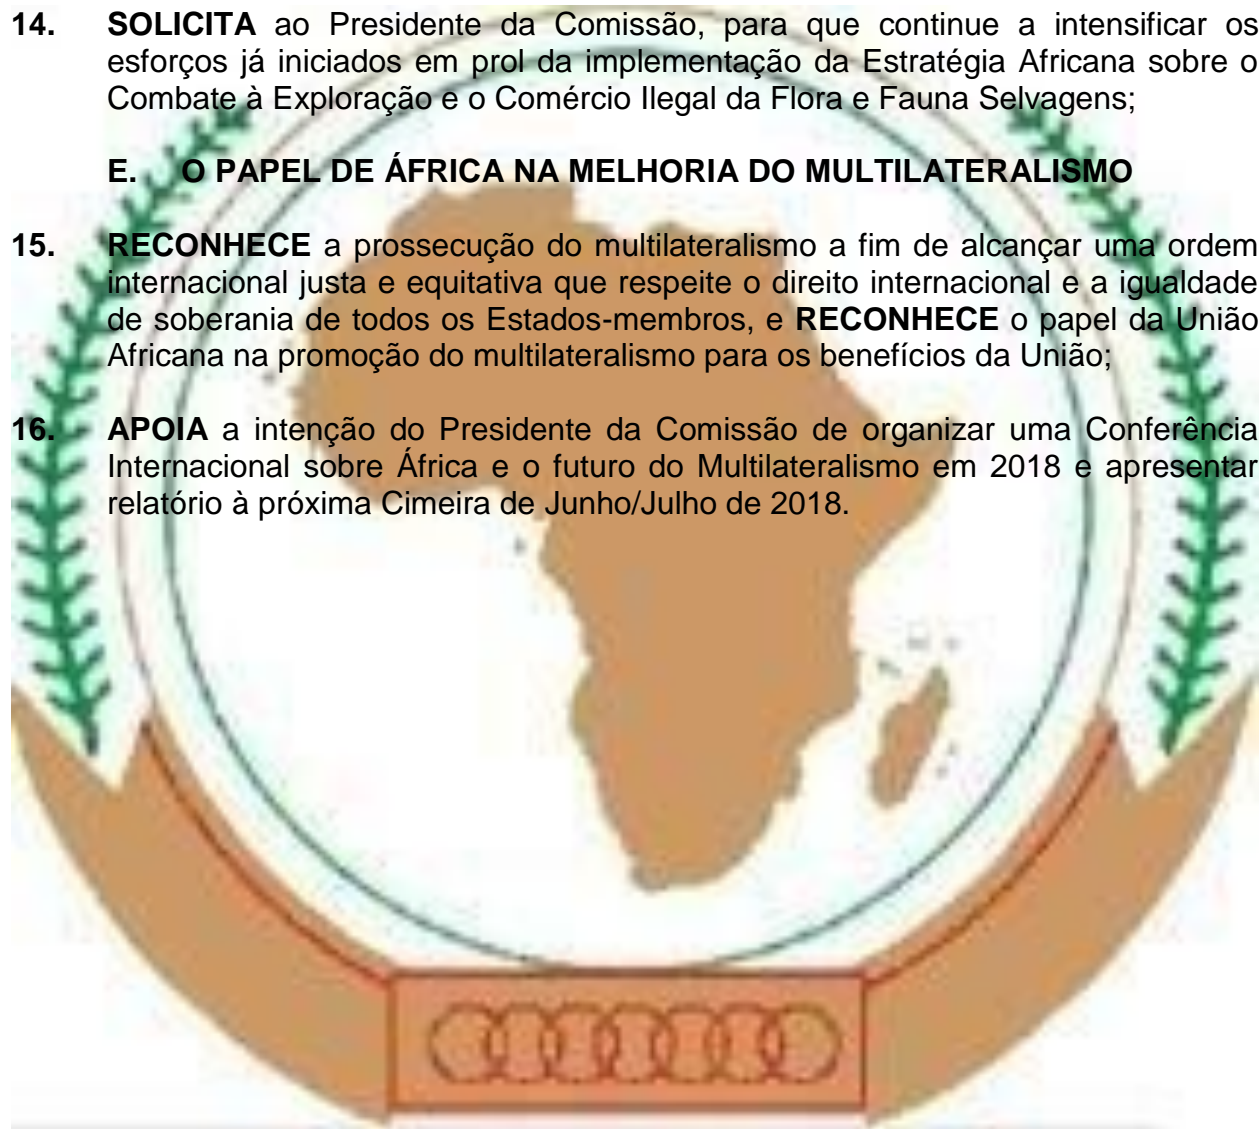 14. SOLICITA ao Presidente da Comissão, para que continue a intensificar os
esforços já iniciados em prol da implementação da Estratégia Africana sobre o
Combate à Exploração e o Comércio Ilegal da Flora e Fauna Selvagens;
E. O PAPEL DE ÁFRICA NA MELHORIA DO MULTILATERALISMO
15. RECONHECE a prossecução do multilateralismo a fim de alcançar uma ordem
internacional justa e equitativa que respeite o direito internacional e a igualdade
de soberania de todos os Estados-membros, e RECONHECE o papel da União
Africana na promoção do multilateralismo para os benefícios da União;
16. APOIA a intenção do Presidente da Comissão de organizar uma Conferência
Internacional sobre África e o futuro do Multilateralismo em 2018 e apresentar
relatório à próxima Cimeira de Junho/Julho de 2018.